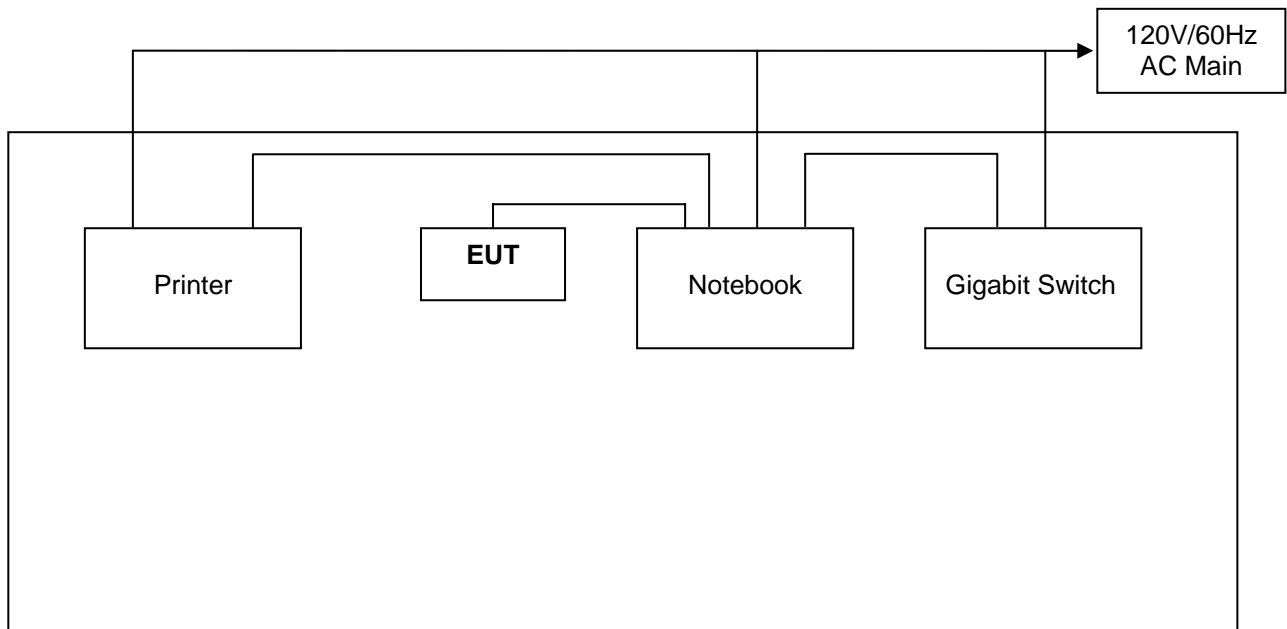 120V/60Hz
AC Main
Printer
EUT
Notebook
Gigabit Switch